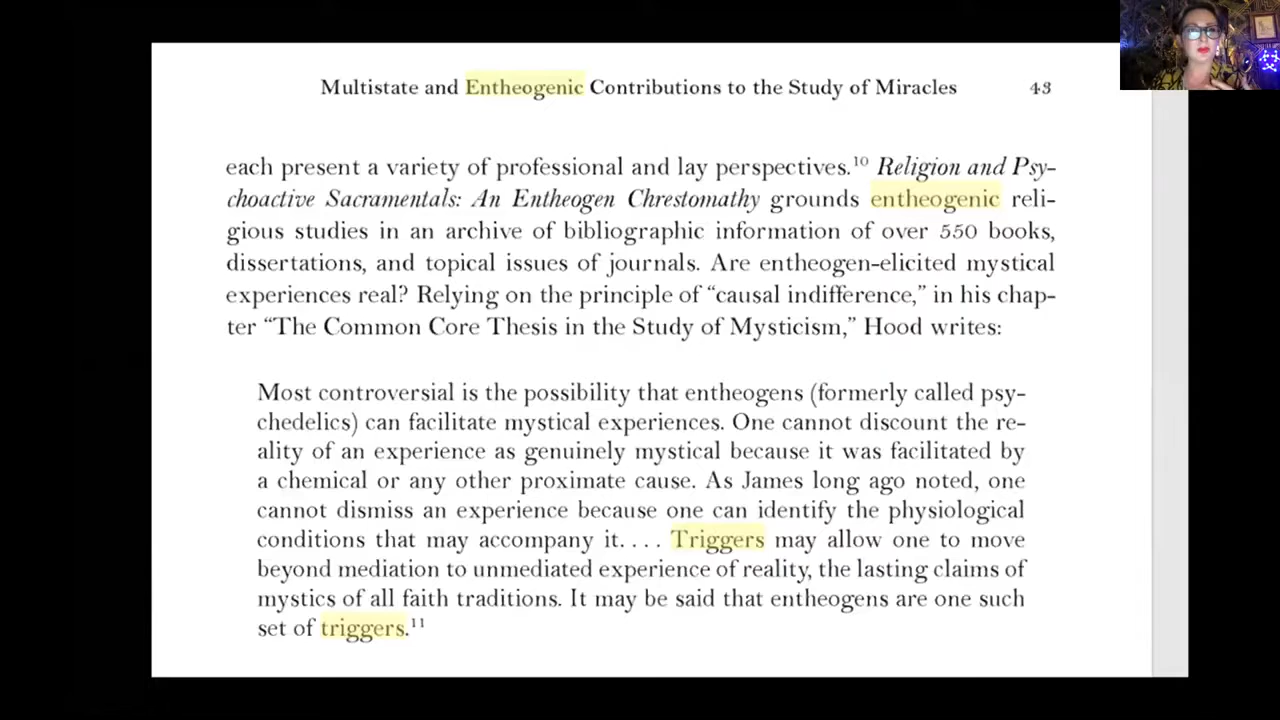 Multistate and Entheogenic Contributions to the Study of Miracles 43
each present a variety of professional and lay perspectives.¹⁰ Religion and Psy-
choactive Sacramentals: An Entheogen Chrestomathy grounds entheogenic reli-
gious studies in an archive of bibliographic information of over 550 books,
dissertations, and topical issues of journals. Are entheogen-elicited mystical
experiences real? Relying on the principle of “causal indifference,” in his chap-
ter “The Common Core Thesis in the Study of Mysticism,” Hood writes:
Most controversial is the possibility that entheogens (formerly called psy-
chedelics) can facilitate mystical experiences. One cannot discount the re-
ality of an experience as genuinely mystical because it was facilitated by
a chemical or any other proximate cause. As James long ago noted, one
cannot dismiss an experience because one can identify the physiological
conditions that may accompany it. . . . Triggers may allow one to move
beyond mediation to unmediated experience of reality, the lasting claims of
mystics of all faith traditions. It may be said that entheogens are one such
set of triggers.¹¹